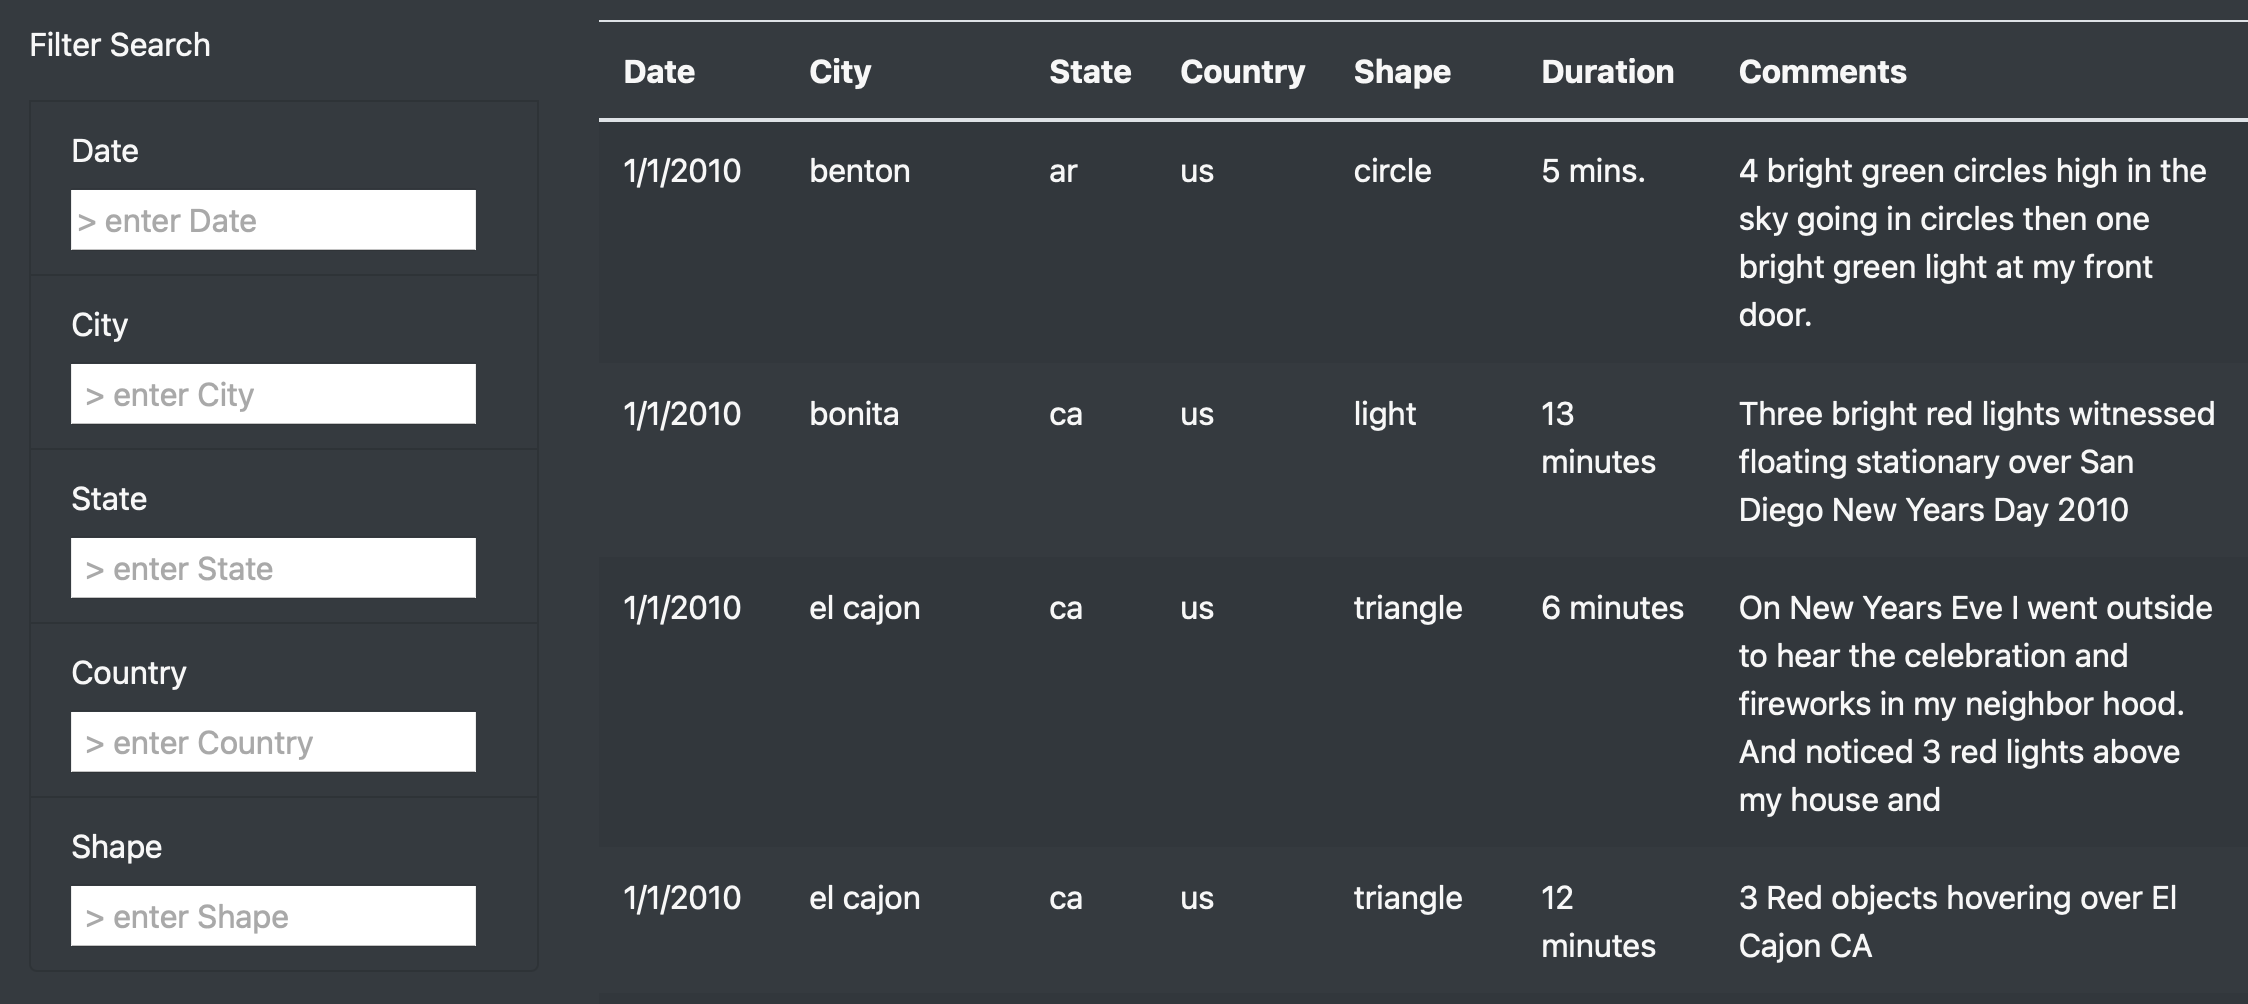 Filter Search
Date
> enter Date
City
> enter City
State
> enter State
Country
> enter Country
Shape
> enter Shape
Date City State Country Shape Duration Comments
1/1/2010 benton ar us circle 5 mins. 4 bright green circles high in the
sky going in circles then one
bright green light at my front
door.
1/1/2010 bonita ca us light 13 Three bright red lights witnessed
minutes floating stationary over San
Diego New Years Day 2010
1/1/2010 el cajon ca us triangle 6 minutes On New Years Eve I went outside
to hear the celebration and
fireworks in my neighbor hood.
And noticed 3 red lights above
my house and
1/1/2010 el cajon ca us triangle 12 3 Red objects hovering over El
minutes Cajon CA